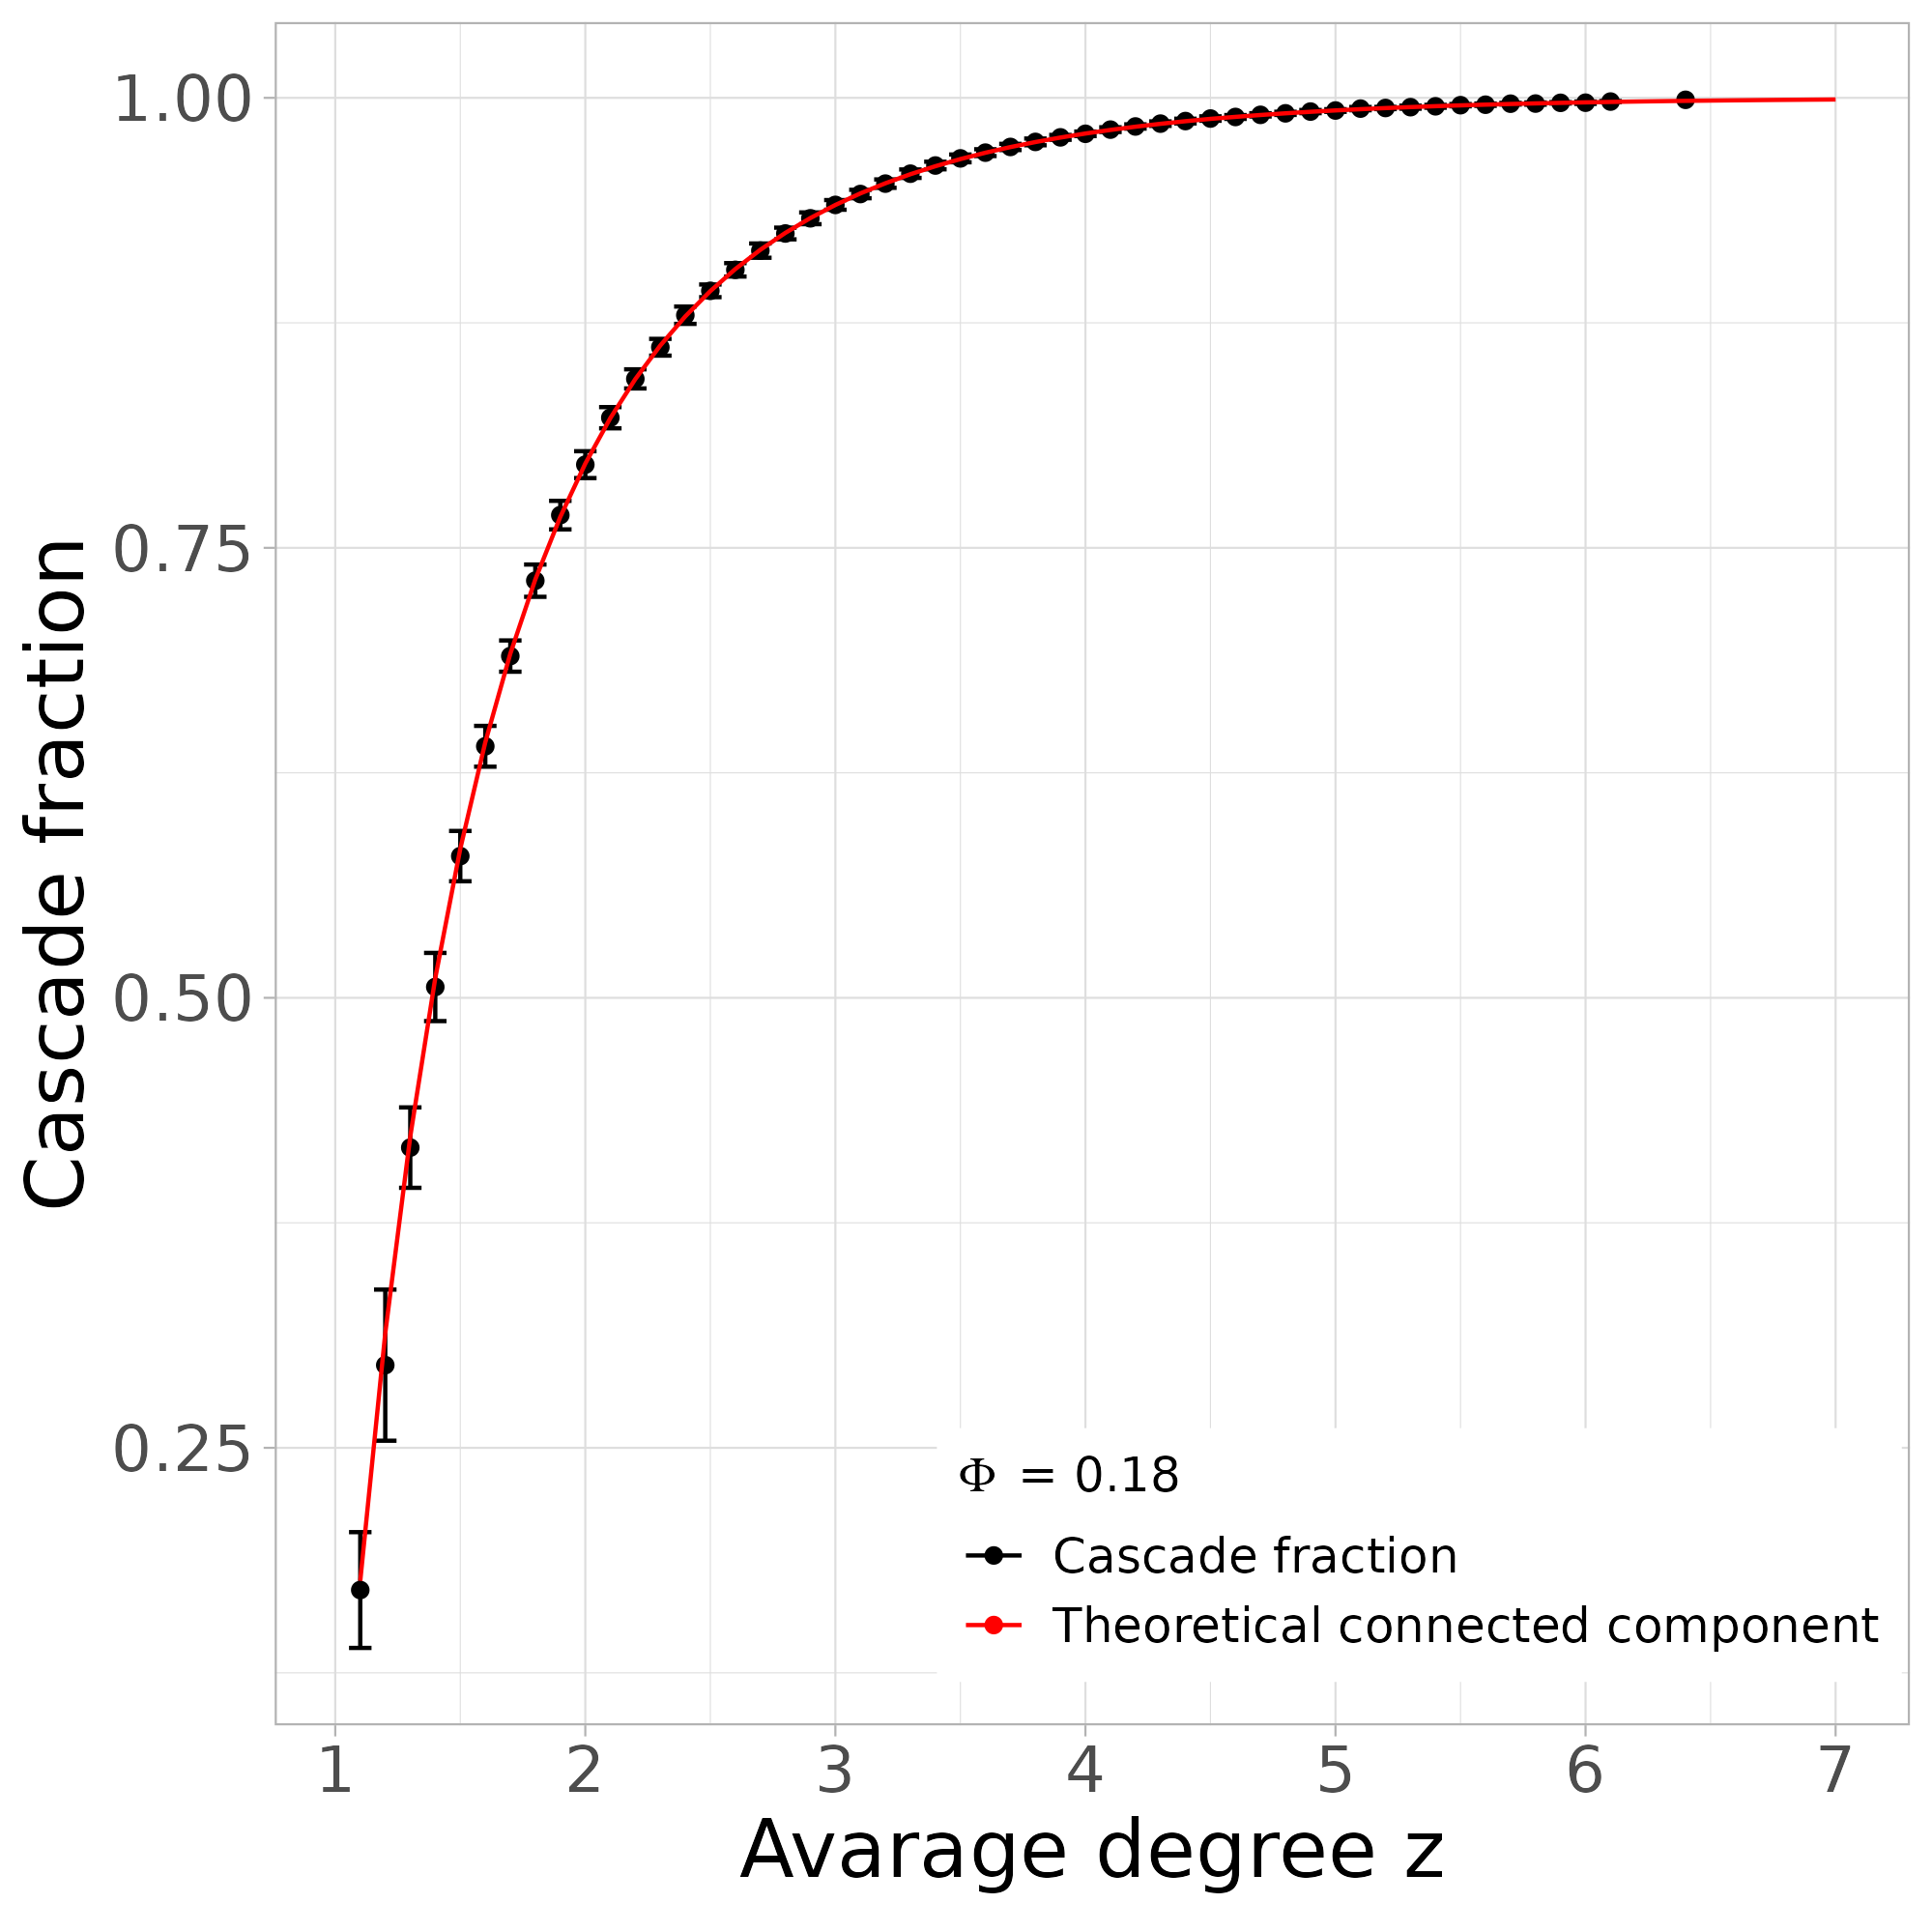 Cascade fraction
1.00
0.75
0.50
0.25
Φ = 0.18
Cascade fraction
Theoretical connected component
1 2 3 4 5 6 7
Avarage degree z